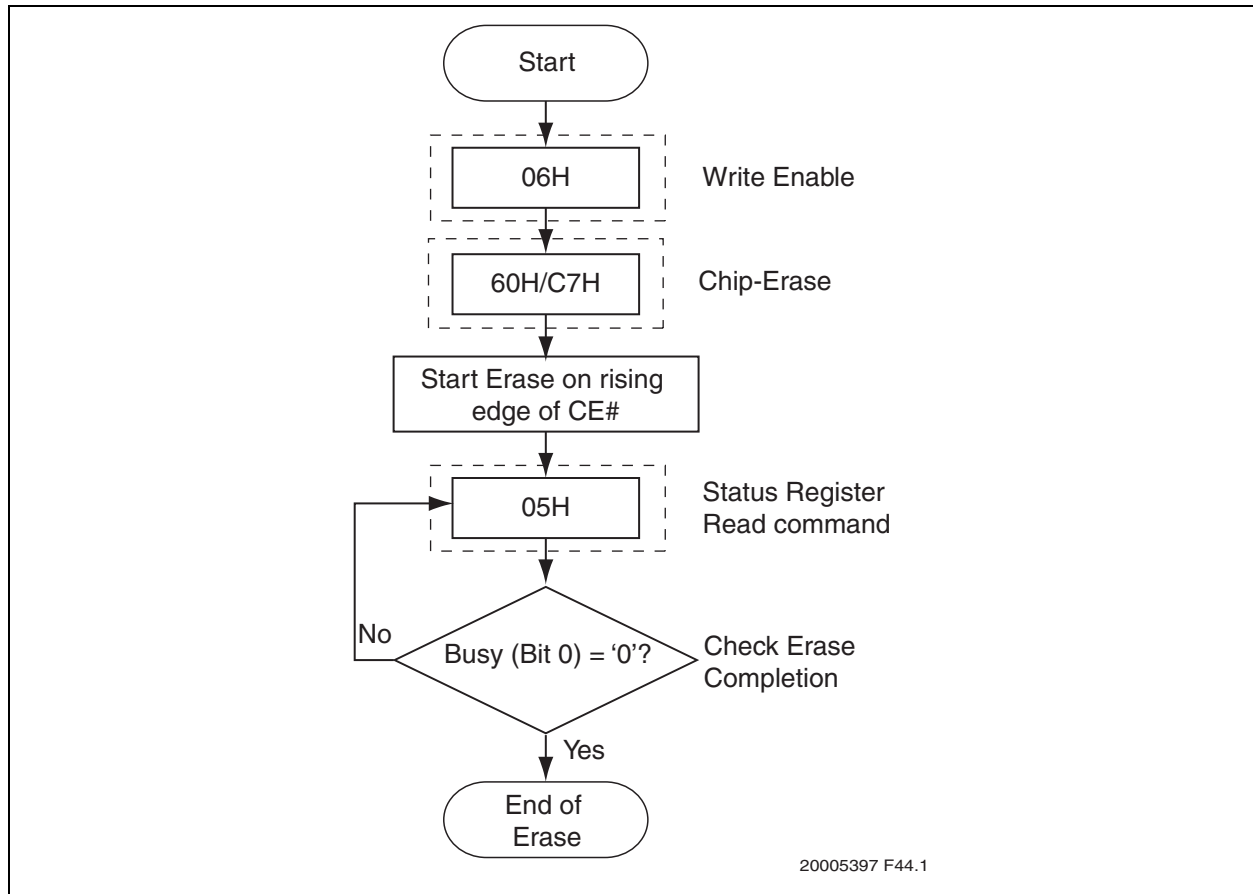 Start
06H
Write Enable
60H/C7H
Chip-Erase
Start Erase on rising
edge of CE#
05H
Status Register
Read command
No
Busy (Bit 0) = ‘0’?
Check Erase
Completion
Yes
End of
Erase
20005397 F44.1